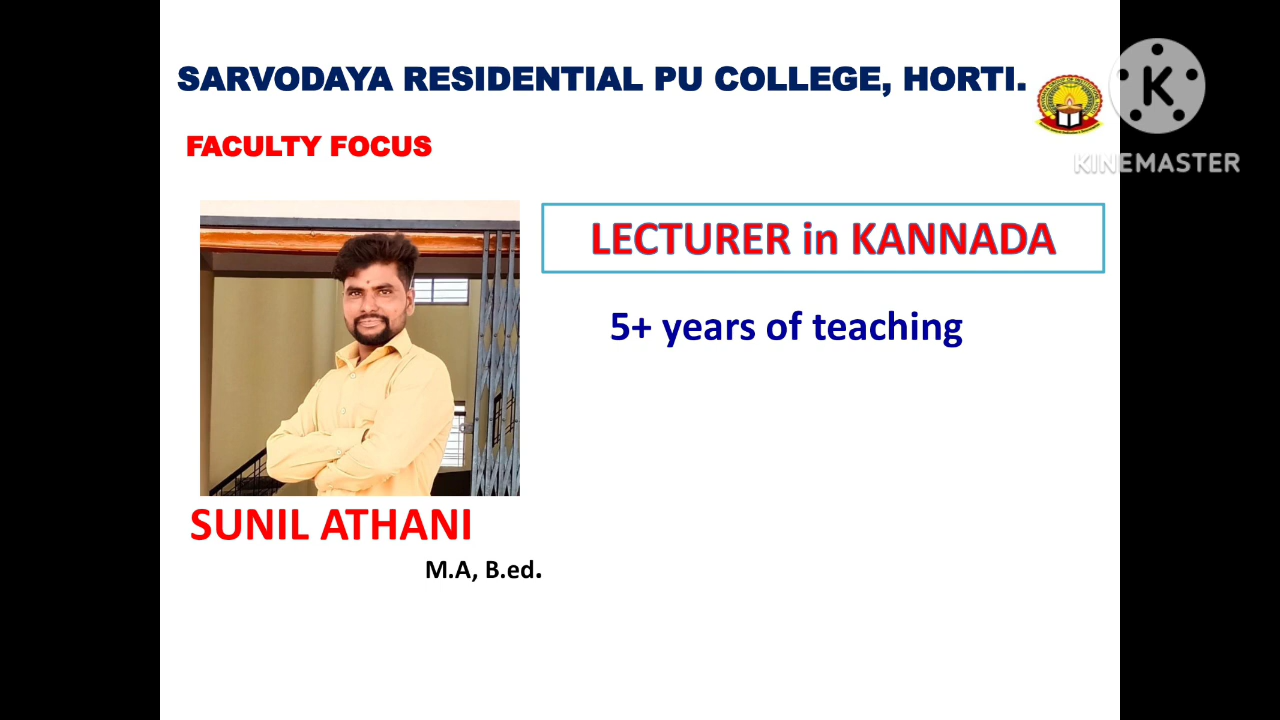 SARVODAYA RESIDENTIAL PU COLLEGE, HORTI.
K
KINEMASTER
FACULTY FOCUS
LECTURER in KANNADA
5+ years of teaching
SUNIL ATHANI
M.A, B.ed.